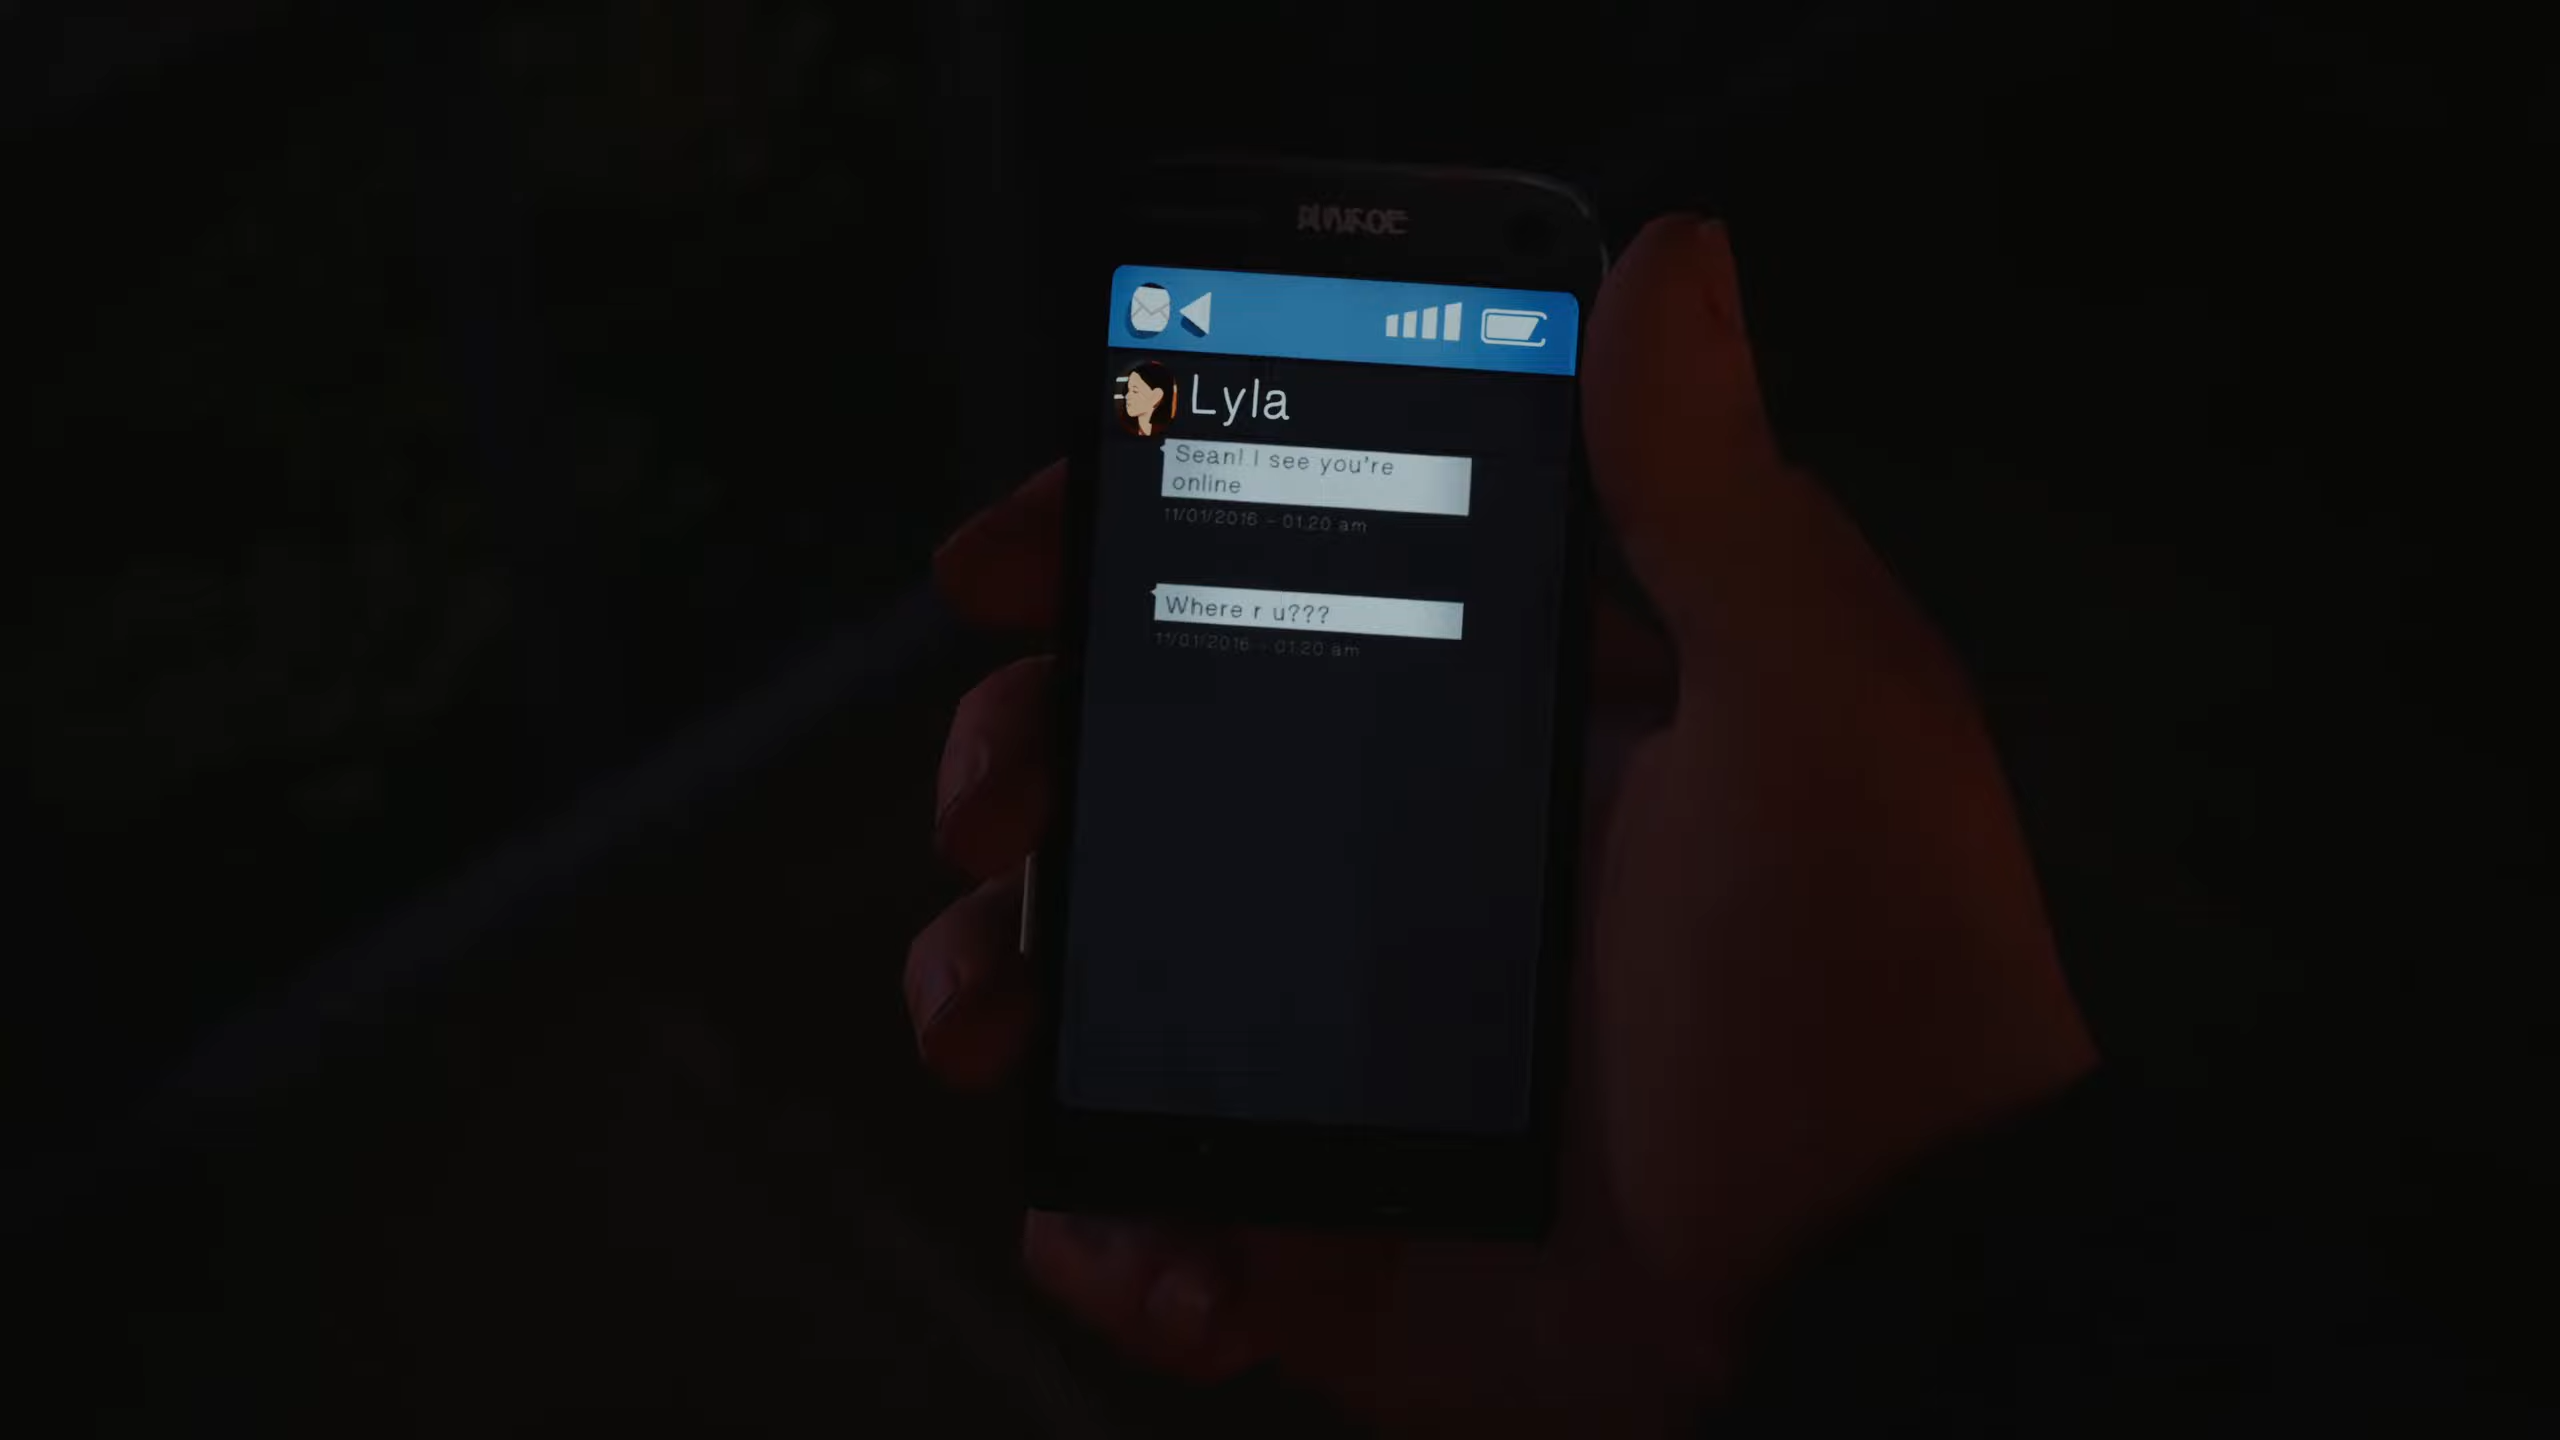 Lyla
Sean! I see you're
online
11/01/2016 - 01:20 am
Where r u???
11/01/2016 - 01:20 am